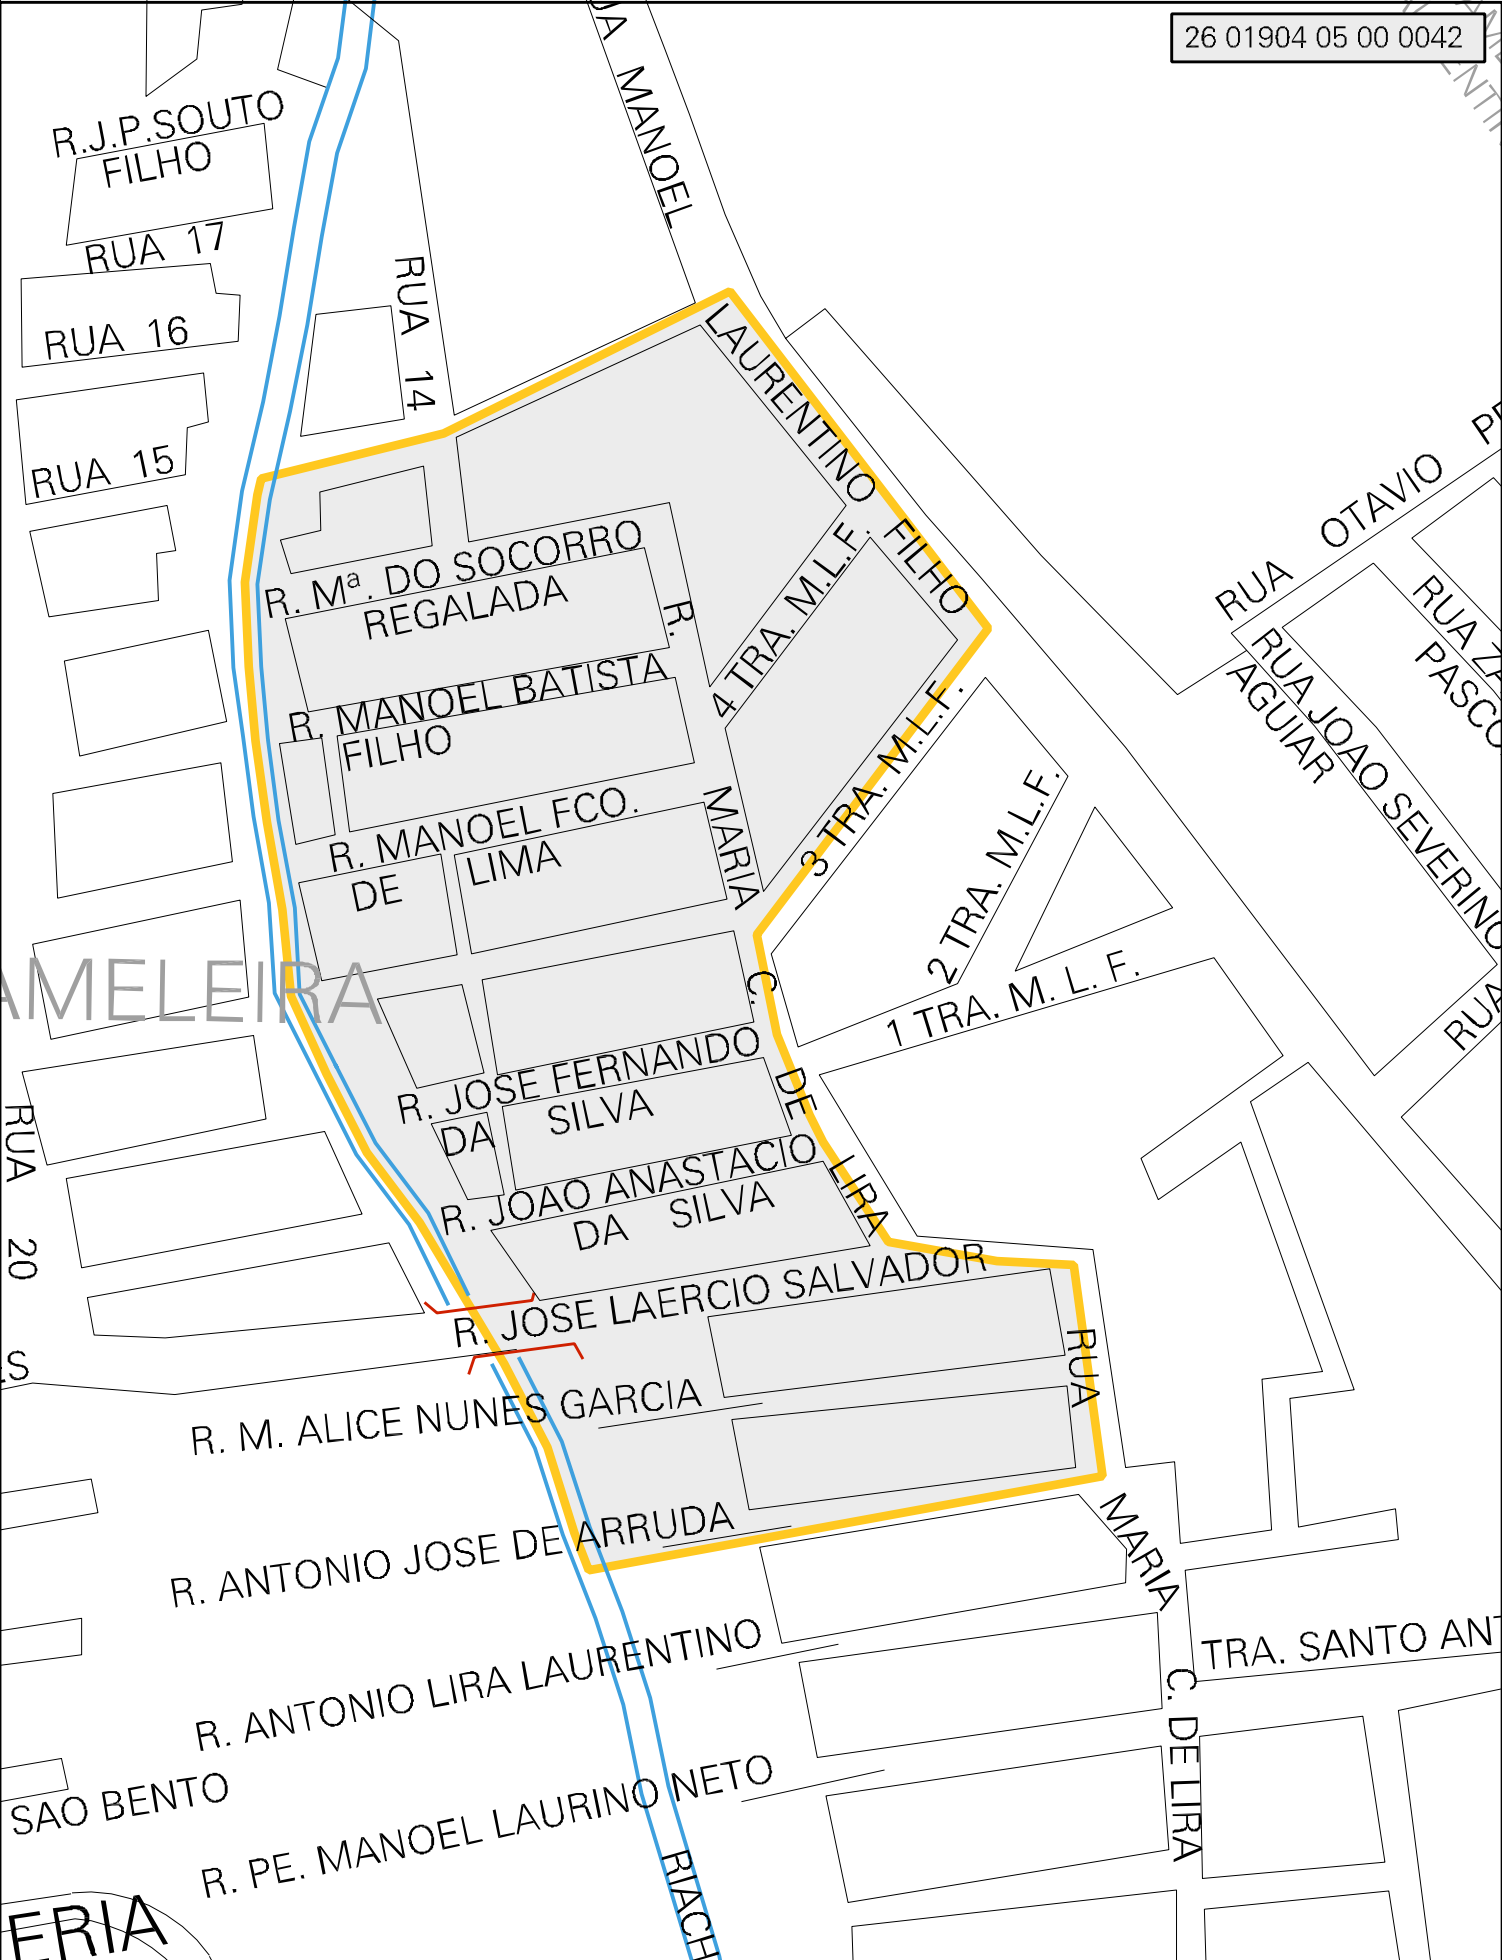 26 01904 05 00 0042
MANOEL
R.J.P.SOUTO
FILHO
RUA 17
RUA 14
RUA 16
RUA 15
LAURENTINO FILHO
RUA OTAVIO
R. Mª. DO SOCORRO
REGALADA
R. MARIA C. DE LIRA
4 TRA. M.L.F.
RUA JOAO SEVERINO
AGUIAR
R. MANOEL BATISTA
FILHO
3 TRA. M.L.F.
2 TRA. M.L.F.
R. MANOEL FCO.
DE LIMA
AMELEIRA
1 TRA. M. L. F.
RUA
R. JOSE FERNANDO
DA SILVA
RUA 20
R. JOAO ANASTACIO
DA SILVA
R. JOSE LAERCIO SALVADOR
RUA MARIA C. DE LIRA
R. M. ALICE NUNES GARCIA
R. ANTONIO JOSE DE ARRUDA
TRA. SANTO ANT
R. ANTONIO LIRA LAURENTINO
SAO BENTO
R. PE. MANOEL LAURINO NETO
RIACH
ERIA